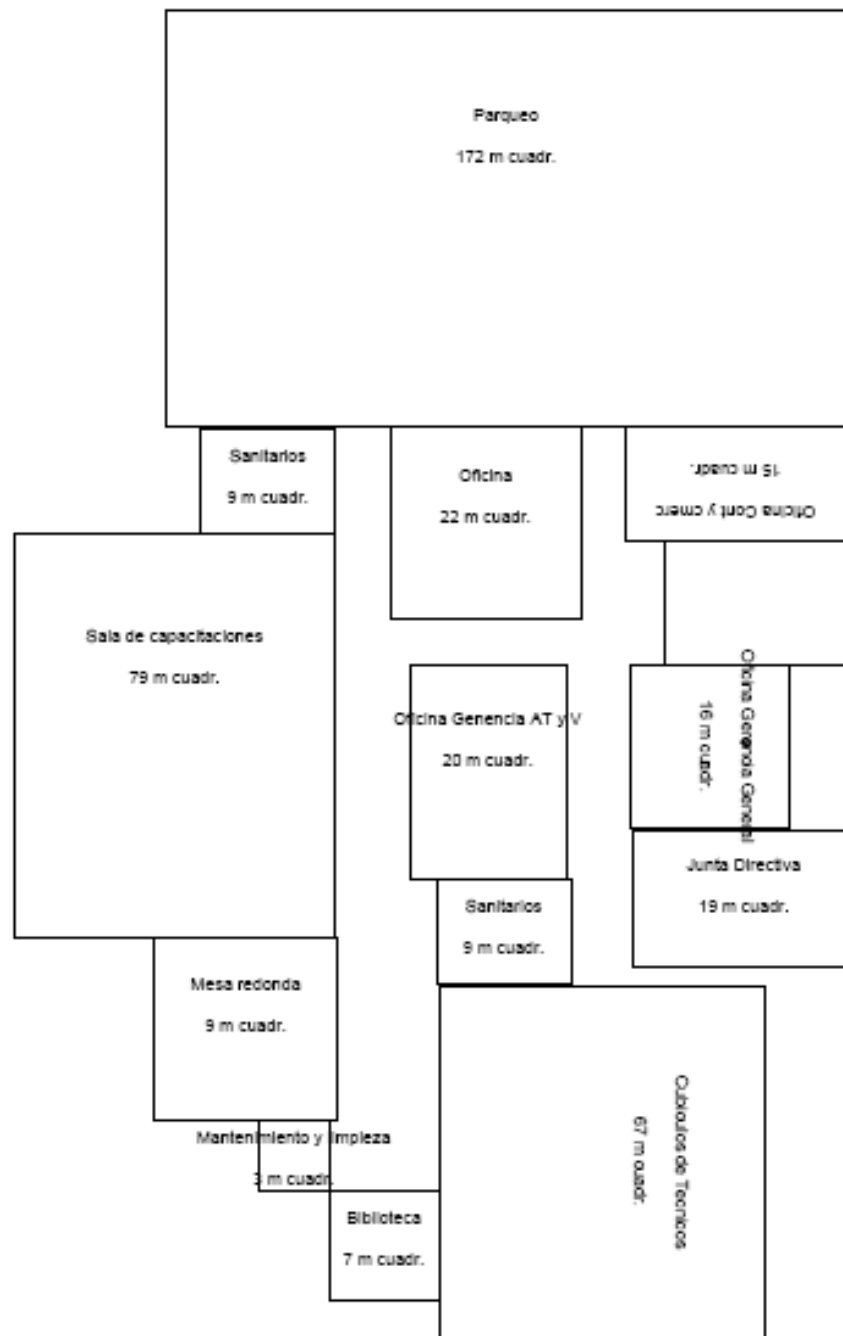 Parqueo
172 m cuadr.
Sanitarios
9 m cuadr.
Oficina
22 m cuadr.
Oficina Cont y cmerc
15 m cuadr.
Sala de capacitaciones
79 m cuadr.
Oficina Genencia AT y V
20 m cuadr.
Oficina Gerencia General
16 m cuadr.
Junta Directiva
19 m cuadr.
Sanitarios
9 m cuadr.
Mesa redonda
9 m cuadr.
Cubiculos de Tecnicos
67 m cuadr.
Mantenimiento y limpieza
3 m cuadr.
Biblioteca
7 m cuadr.